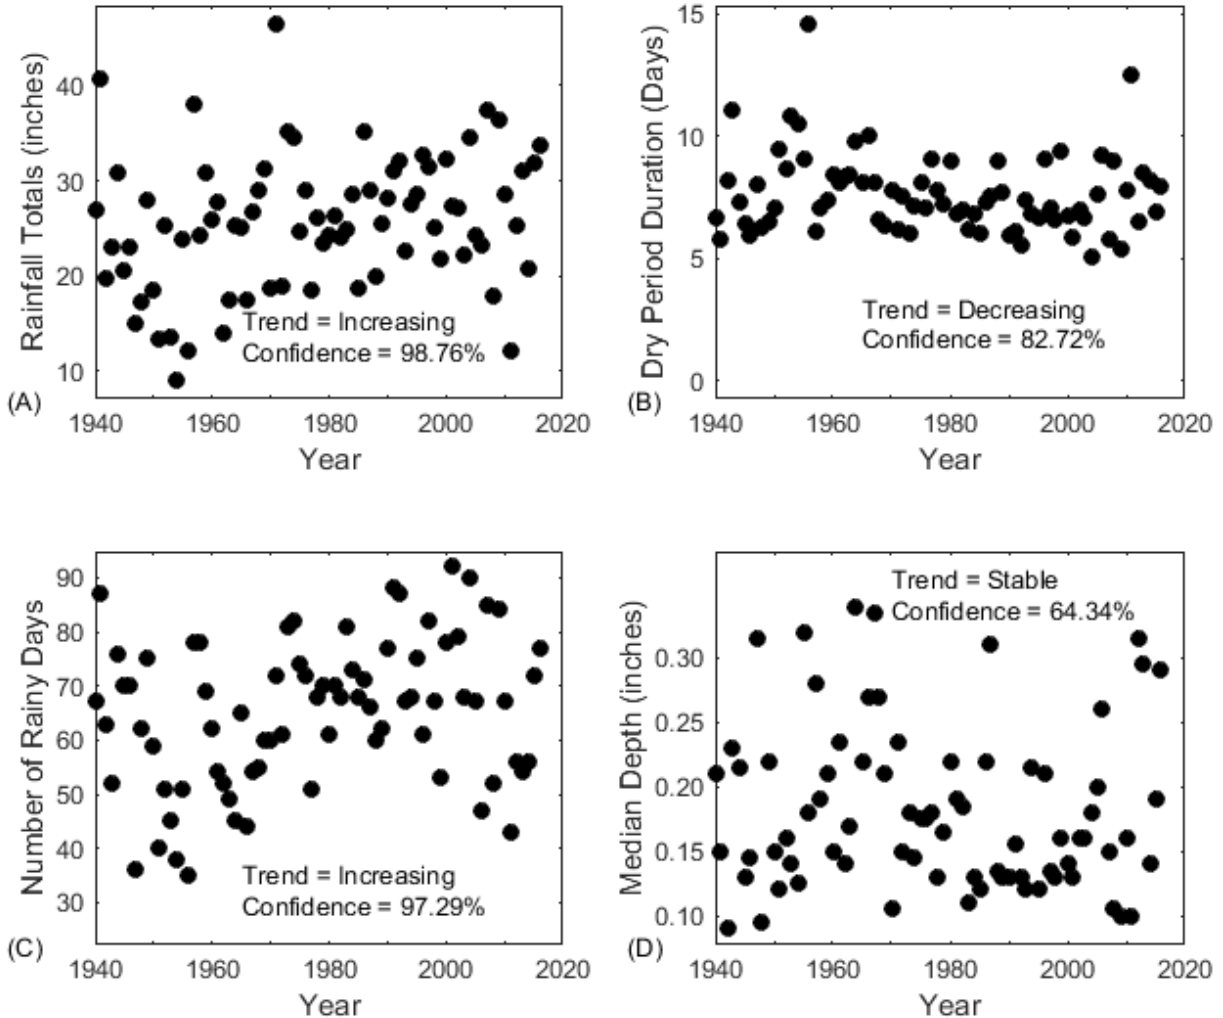 Rainfall Totals (inches)
40
30
20
10
Trend = Increasing
Confidence = 98.76%
(A)
1940 1960 1980 2000 2020
Year
Dry Period Duration (Days)
15
10
5
0
Trend = Decreasing
Confidence = 82.72%
(B)
1940 1960 1980 2000 2020
Year
Number of Rainy Days
90
80
70
60
50
40
30
Trend = Increasing
Confidence = 97.29%
(C)
1940 1960 1980 2000 2020
Year
Median Depth (inches)
Trend = Stable
Confidence = 64.34%
0.30
0.25
0.20
0.15
0.10
(D)
1940 1960 1980 2000 2020
Year